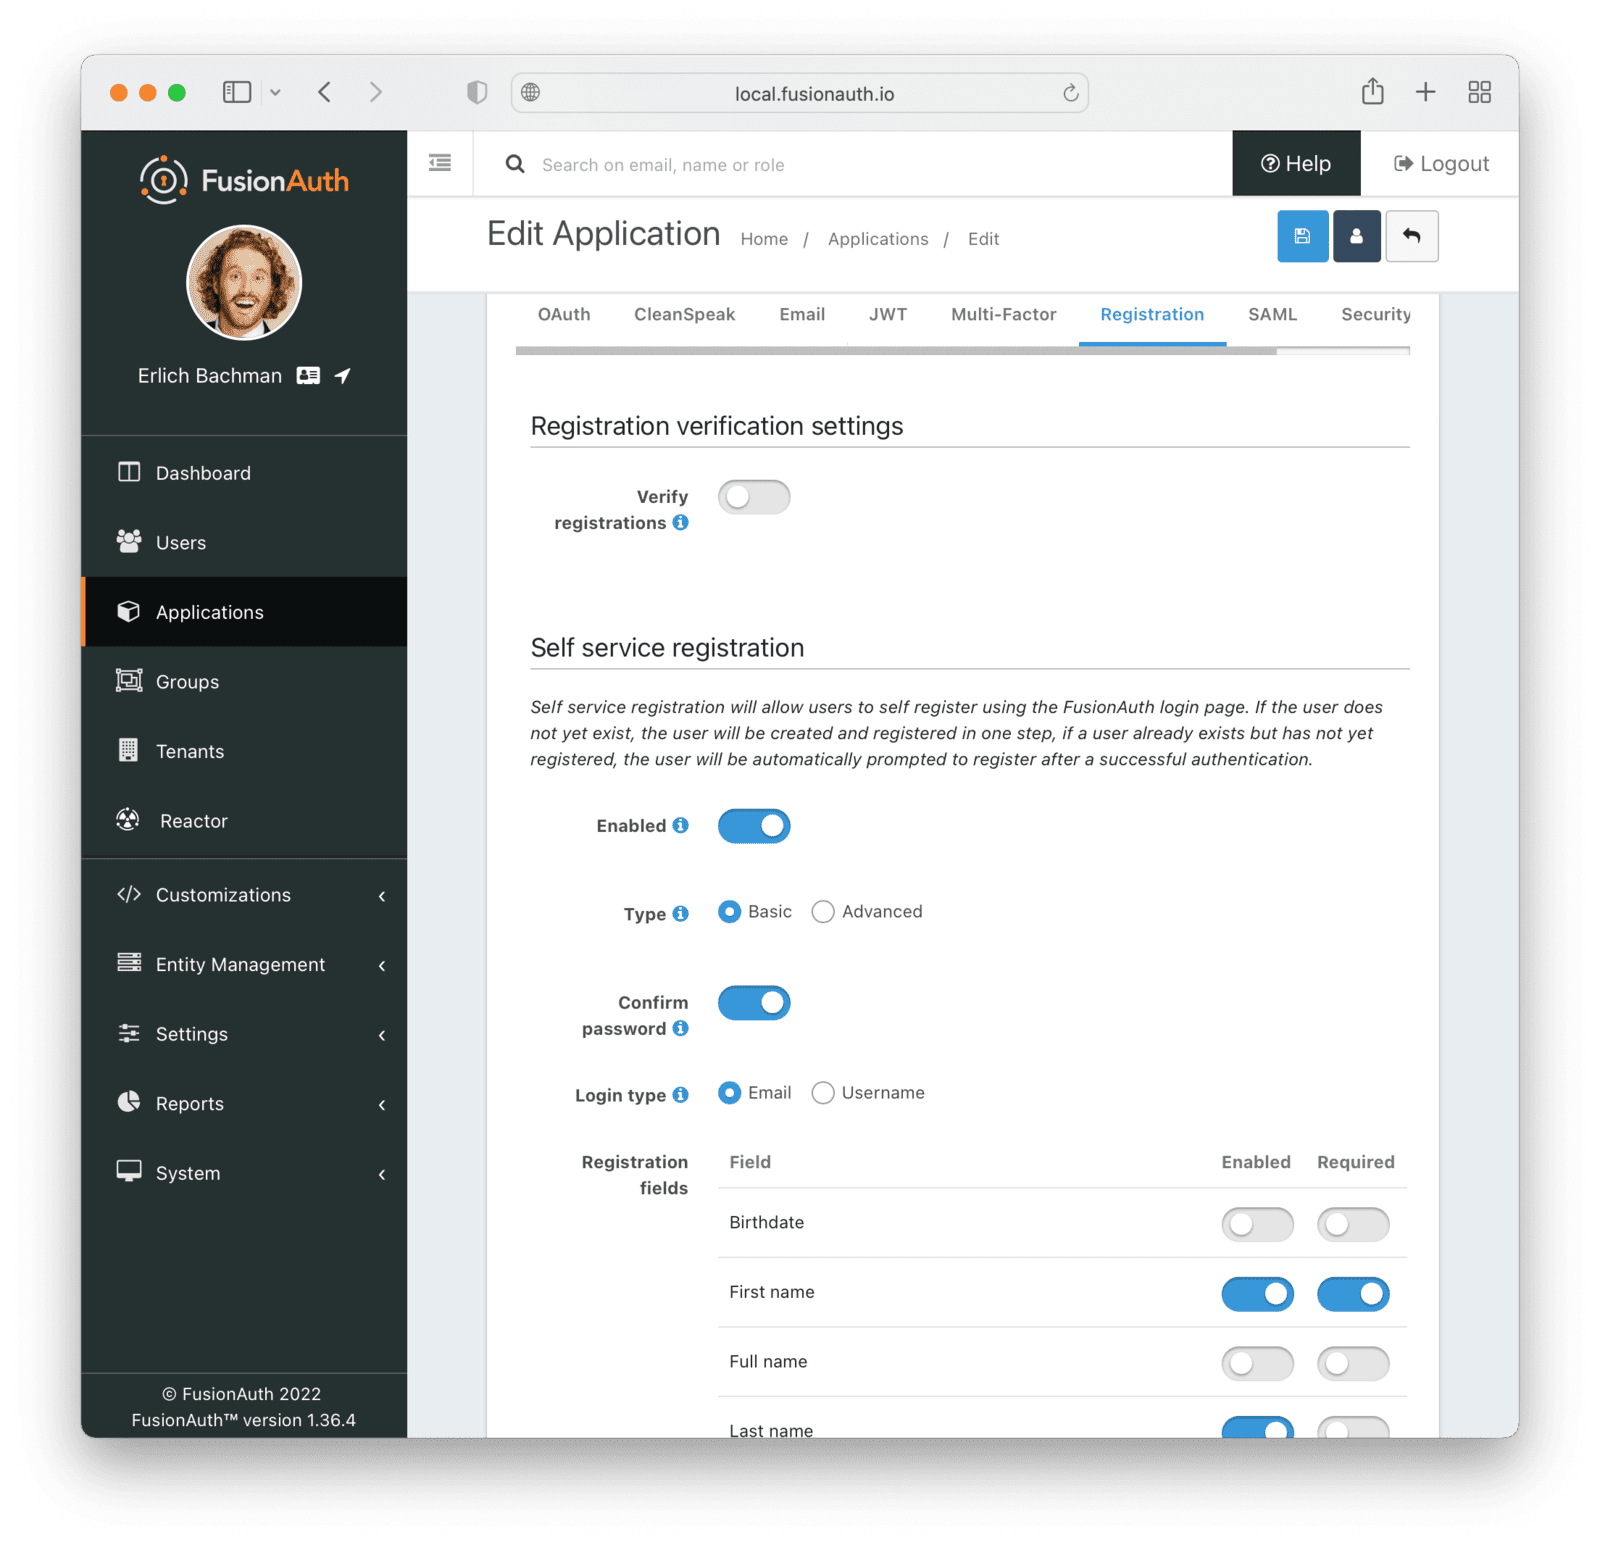 local.fusionauth.io
FusionAuth
Search on email, name or role
Help
Logout
Edit Application
Home / Applications / Edit
Erlich Bachman
Dashboard
Users
Applications
Groups
Tenants
Reactor
Customizations
Entity Management
Settings
Reports
System
© FusionAuth 2022
FusionAuth™ version 1.36.4
OAuth CleanSpeak Email JWT Multi-Factor Registration SAML Security
Registration verification settings
Verify
registrations
Self service registration
Self service registration will allow users to self register using the FusionAuth login page. If the user does
not yet exist, the user will be created and registered in one step, if a user already exists but has not yet
registered, the user will be automatically prompted to register after a successful authentication.
Enabled
Type Basic Advanced
Confirm
password
Login type Email Username
Registration
fields
Field Enabled Required
Birthdate
First name
Full name
Last name